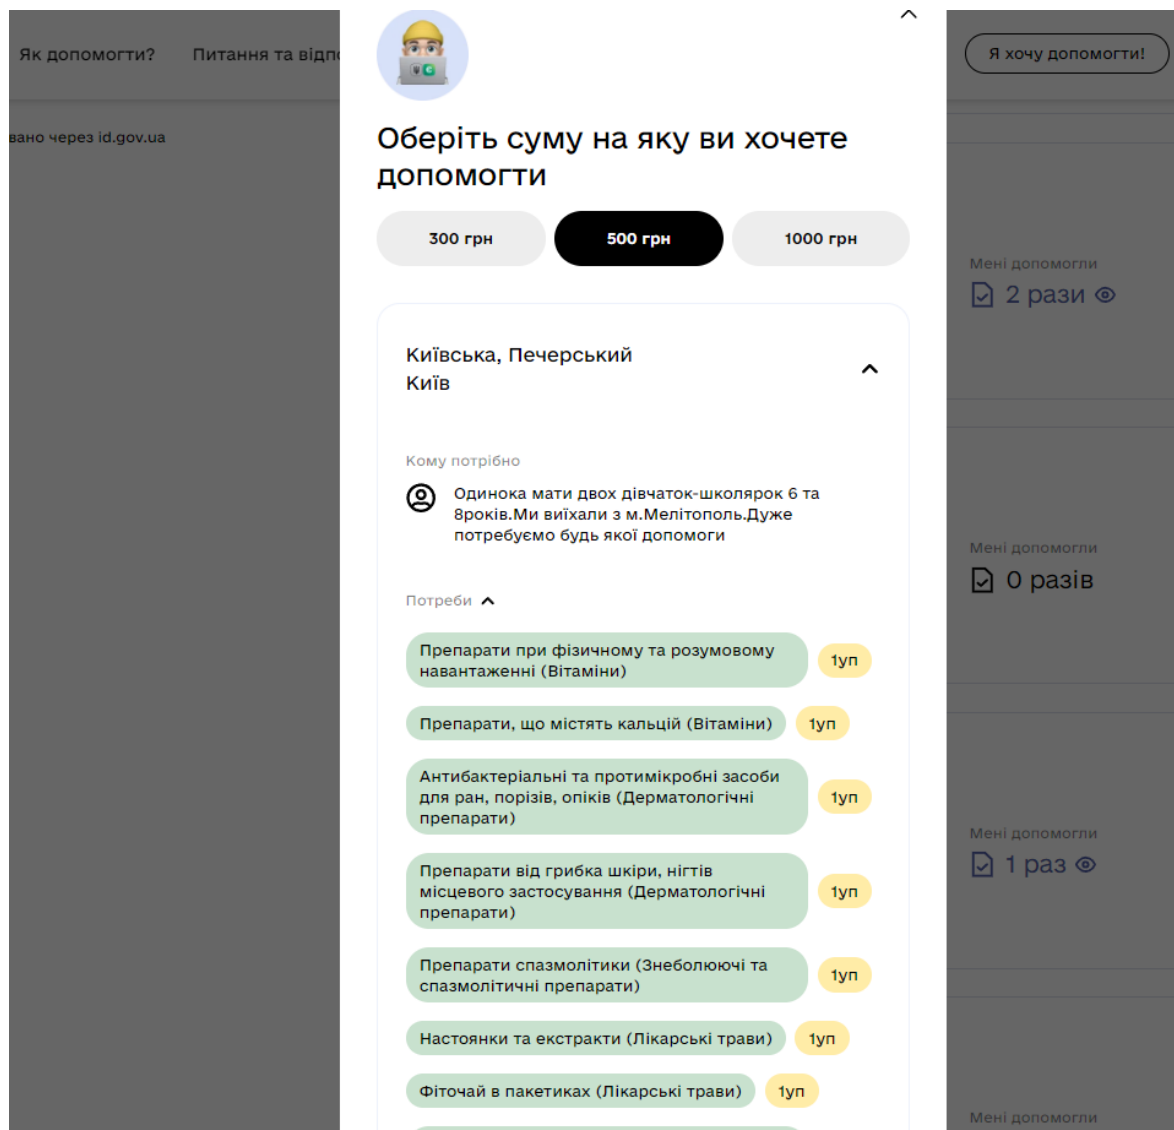 Як допомогти?
Питання та відпо
Я хочу допомогти!
вано через id.gov.ua
Оберіть суму на яку ви хочете
допомогти
300 грн
500 грн
1000 грн
Київська, Печерський
Київ
Кому потрібно
Одинока мати двох дівчаток-школярок 6 та
8років.Ми виїхали з м.Мелітополь.Дуже
потребуємо будь якої допомоги
Потреби
Препарати при фізичному та розумовому
навантаженні (Вітаміни)
1уп
Препарати, що містять кальцій (Вітаміни)
1уп
Антибактеріальні та протимікробні засоби
для ран, порізів, опіків (Дерматологічні
препарати)
1уп
Препарати від грибка шкіри, нігтів
місцевого застосування (Дерматологічні
препарати)
1уп
Препарати спазмолітики (Знеболюючі та
спазмолітичні препарати)
1уп
Настоянки та екстракти (Лікарські трави)
1уп
Фіточай в пакетиках (Лікарські трави)
1уп
Мені допомогли
2 рази
Мені допомогли
0 разів
Мені допомогли
1 раз
Мені допомогли